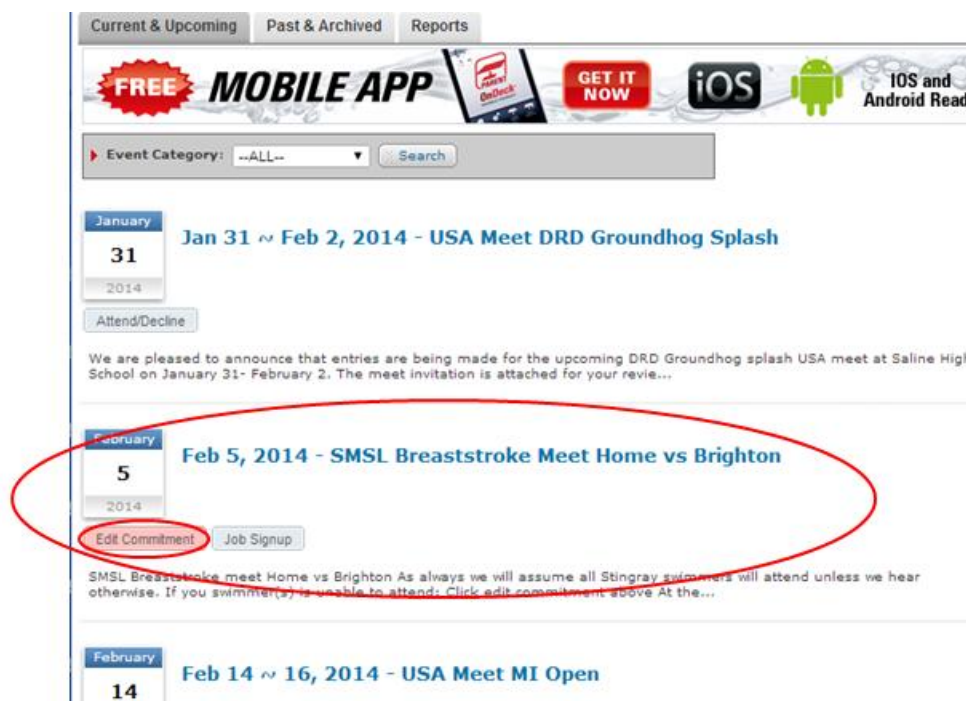 Current & Upcoming Past & Archived Reports
FREE MOBILE APP PARENT OnDeck GET IT NOW iOS IOS and Android Read
Event Category: --ALL-- Search
January
31
2014
Jan 31 ~ Feb 2, 2014 - USA Meet DRD Groundhog Splash
Attend/Decline
We are pleased to announce that entries are being made for the upcoming DRD Groundhog splash USA meet at Saline High
School on January 31- February 2. The meet invitation is attached for your revie...
February
5
2014
Feb 5, 2014 - SMSL Breaststroke Meet Home vs Brighton
Edit Commitment Job Signup
SMSL Breaststroke meet Home vs Brighton As always we will assume all Stingray swimmers will attend unless we hear
otherwise. If you swimmer(s) is unable to attend: Click edit commitment above At the...
February
14
Feb 14 ~ 16, 2014 - USA Meet MI Open